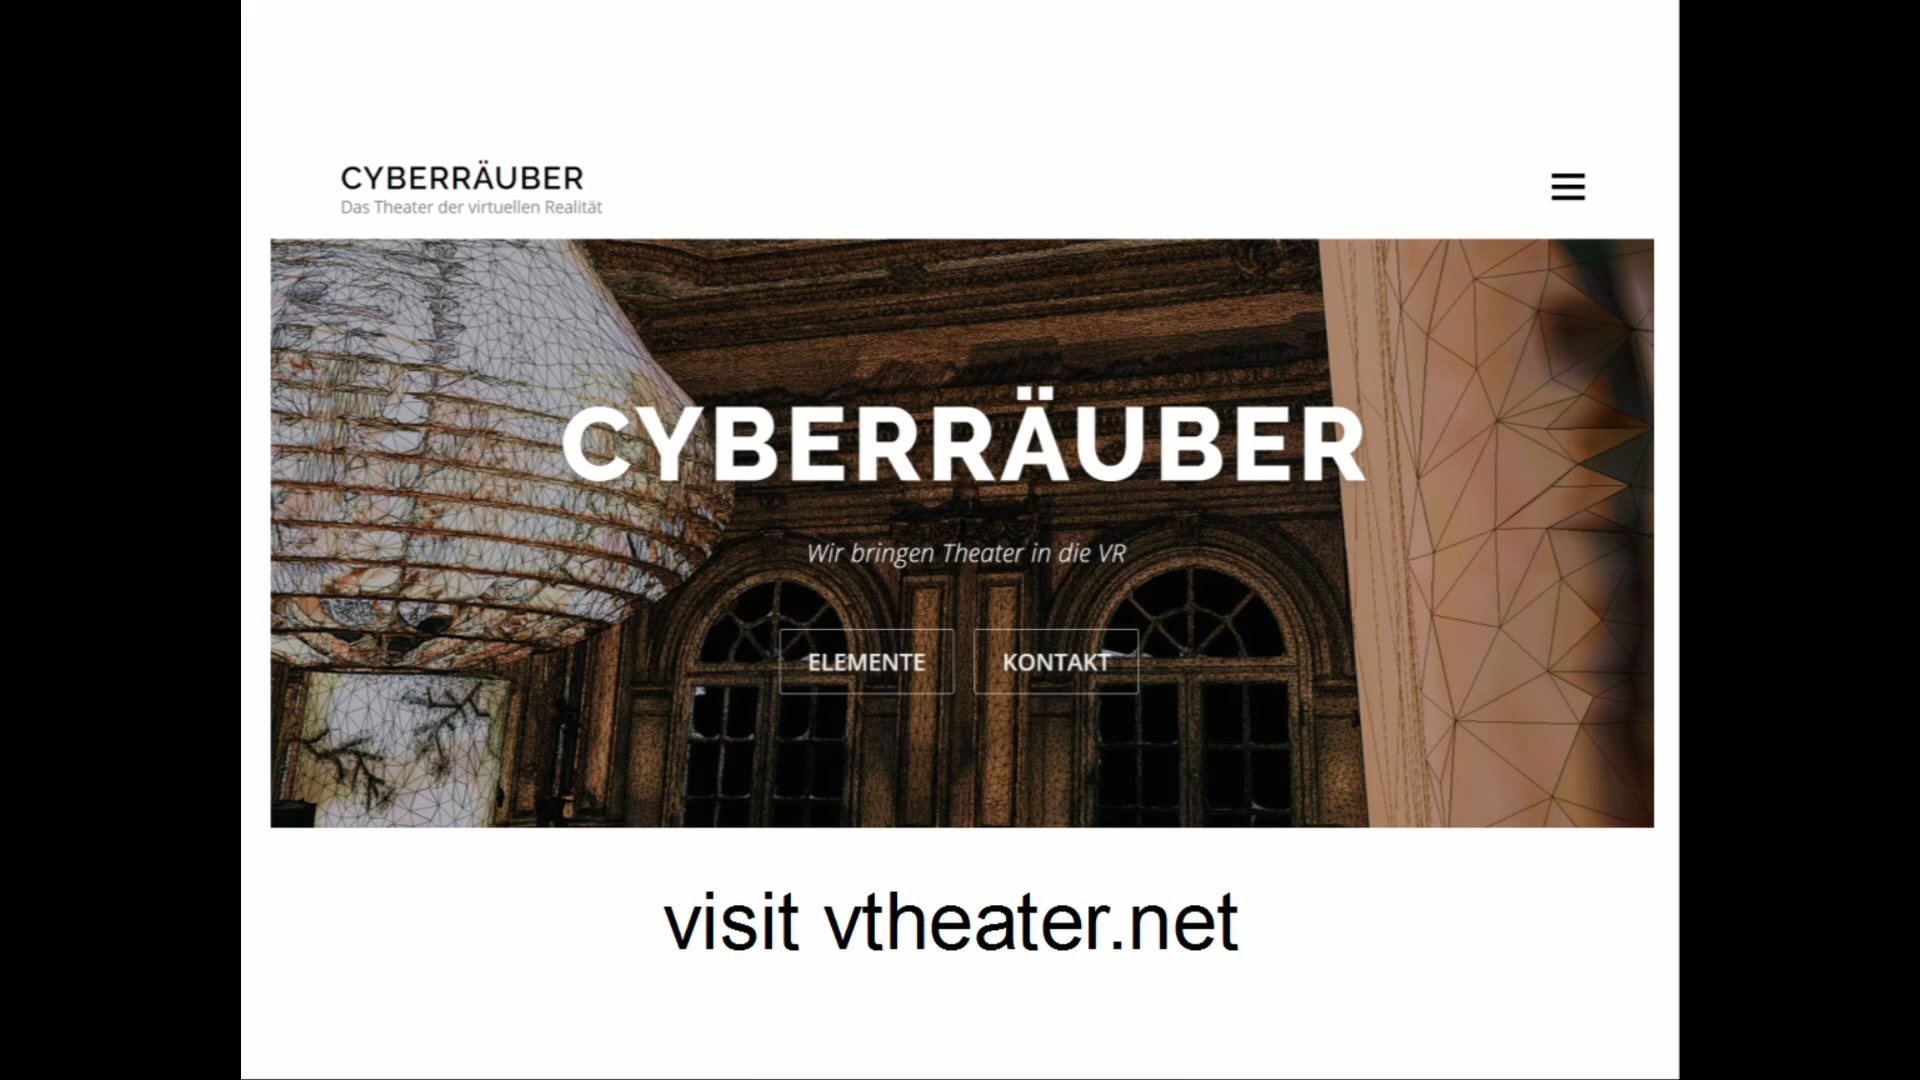 CYBERRÄUBER
Das Theater der virtuellen Realität
CYBERRÄUBER
Wir bringen Theater in die VR
ELEMENTE
KONTAKT
visit vtheater.net